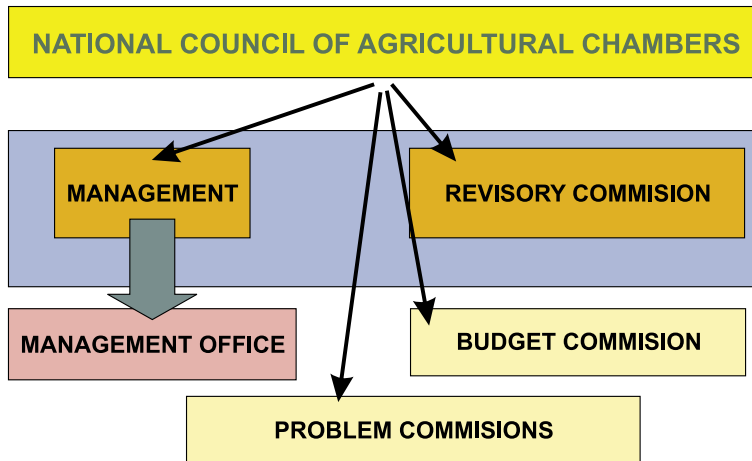 NATIONAL COUNCIL OF AGRICULTURAL CHAMBERS
MANAGEMENT
REVISORY COMMISION
MANAGEMENT OFFICE
BUDGET COMMISION
PROBLEM COMMISIONS